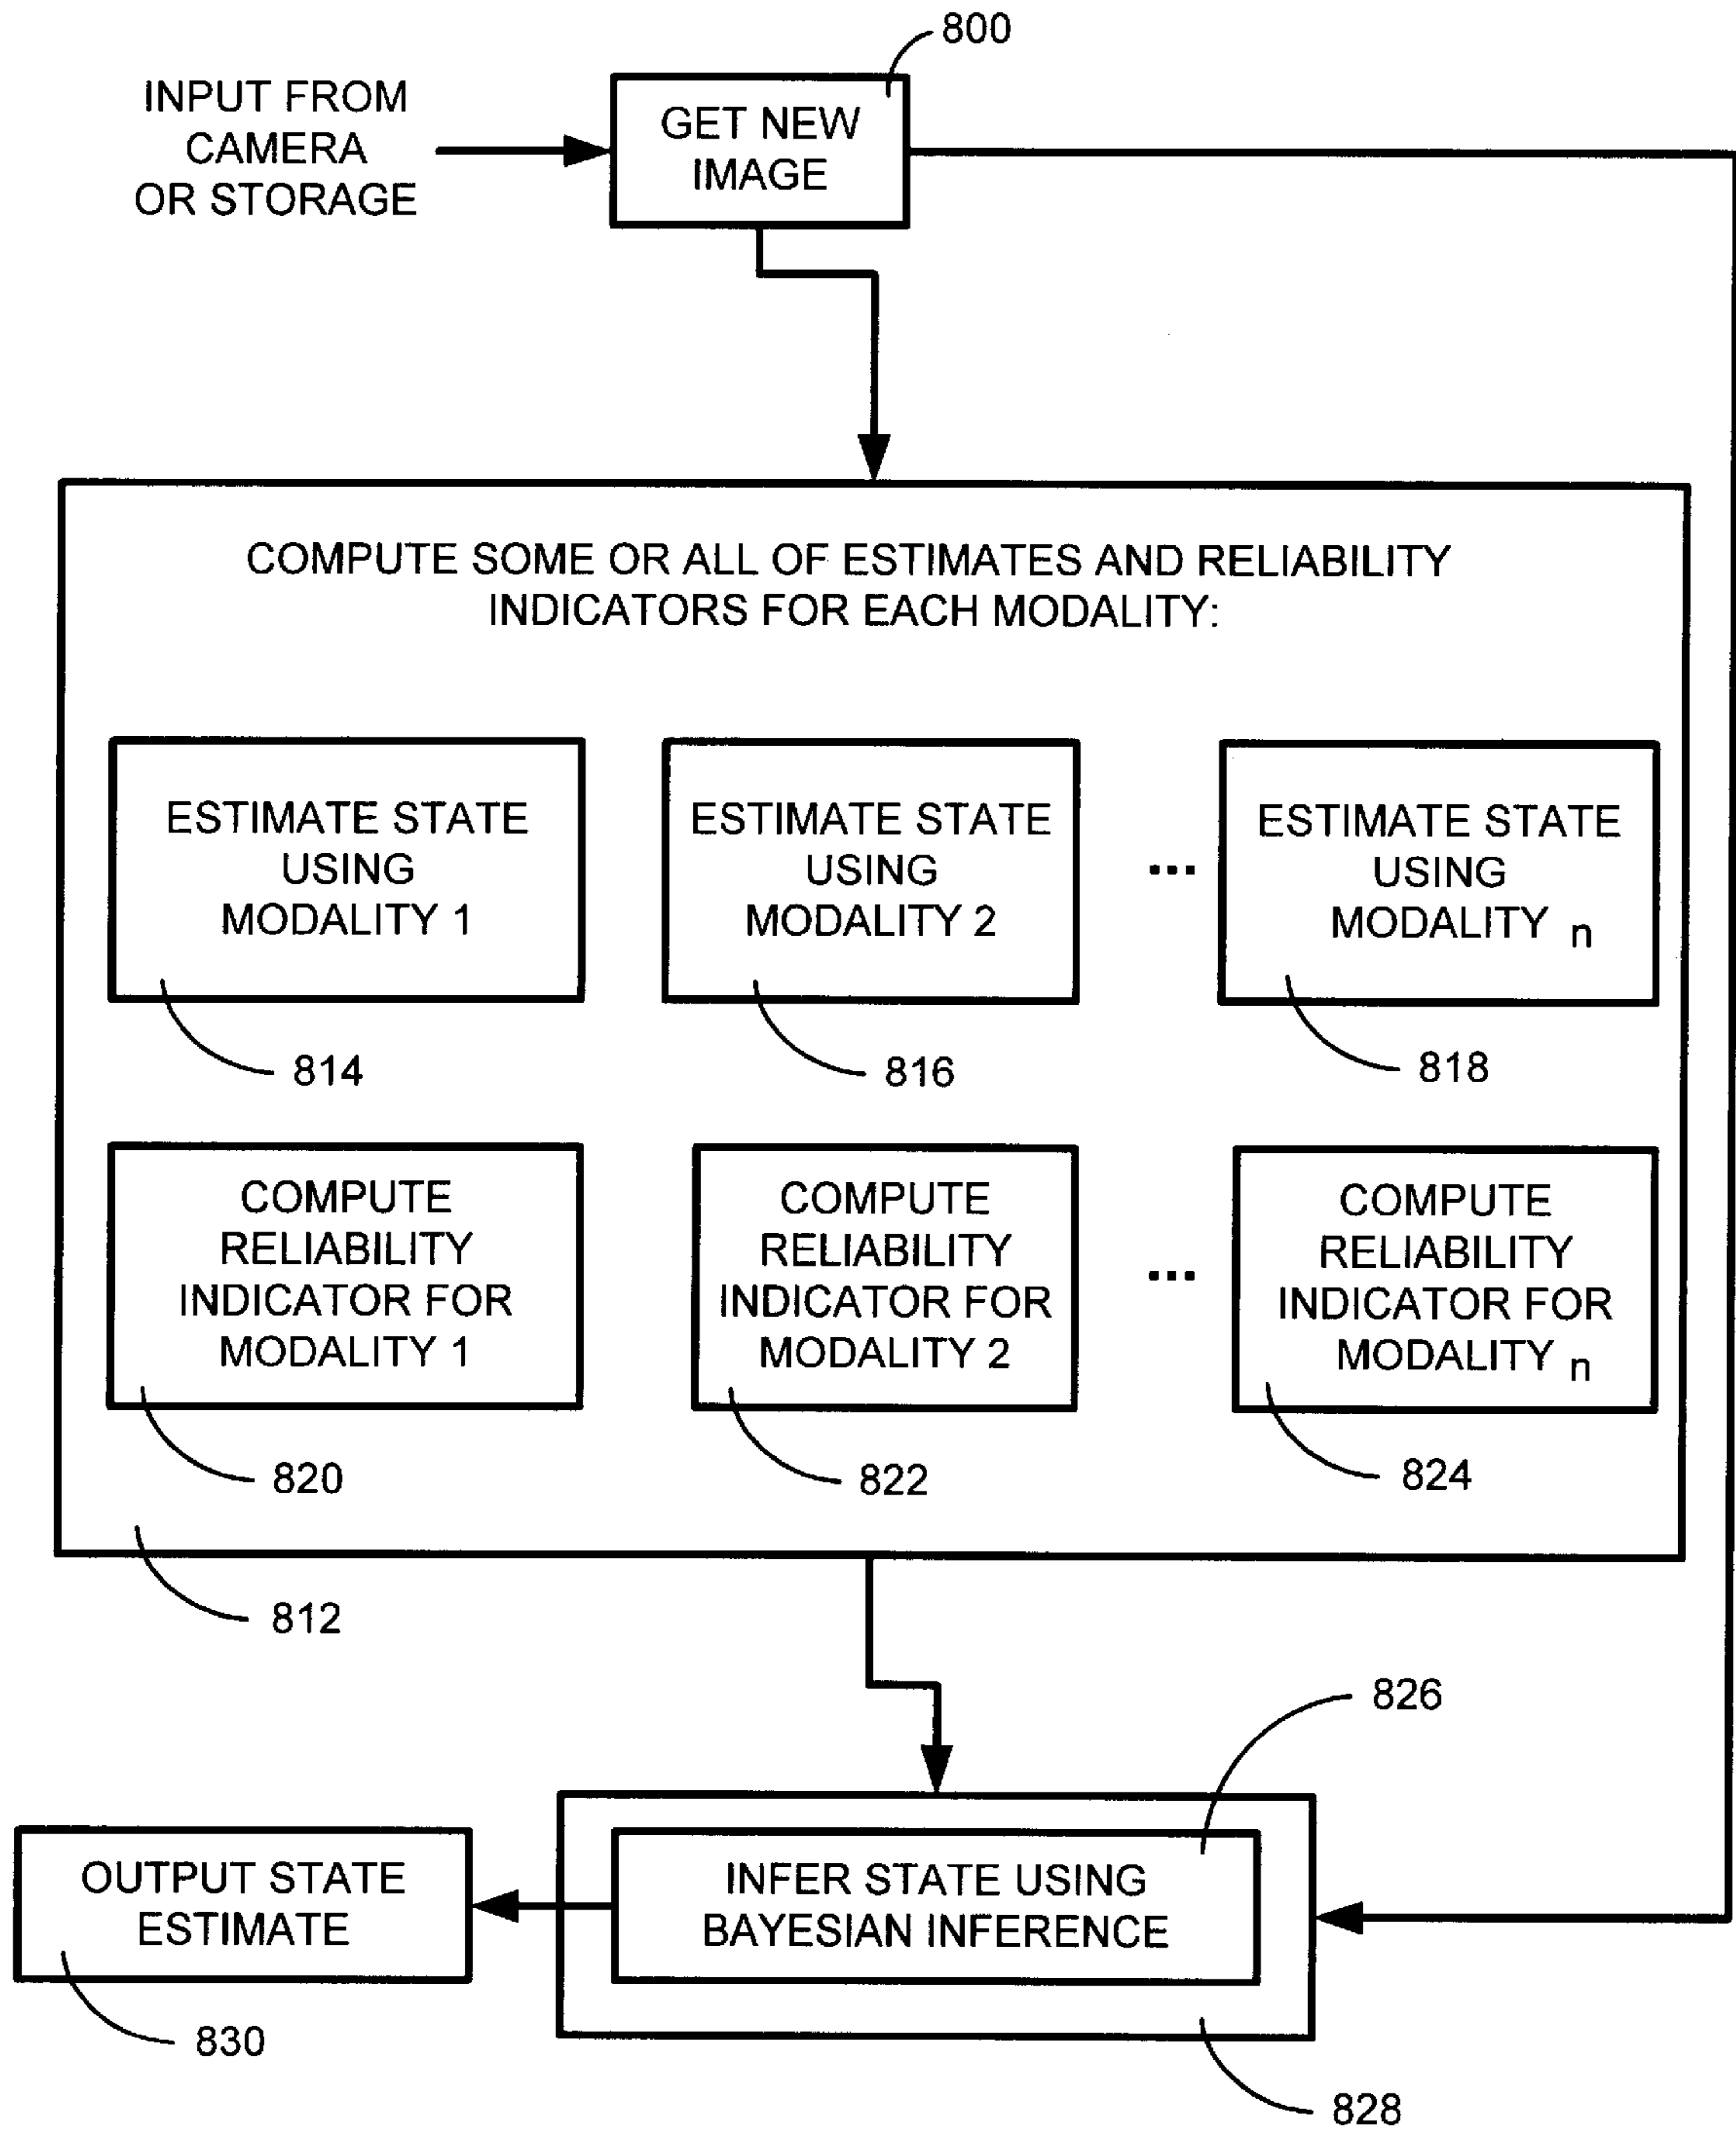 800
INPUT FROM
CAMERA
OR STORAGE
GET NEW
IMAGE
COMPUTE SOME OR ALL OF ESTIMATES AND RELIABILITY
INDICATORS FOR EACH MODALITY:
ESTIMATE STATE
USING
MODALITY 1
ESTIMATE STATE
USING
MODALITY 2
...
ESTIMATE STATE
USING
MODALITY n
814
816
818
COMPUTE
RELIABILITY
INDICATOR FOR
MODALITY 1
COMPUTE
RELIABILITY
INDICATOR FOR
MODALITY 2
...
COMPUTE
RELIABILITY
INDICATOR FOR
MODALITY n
820
822
824
812
826
OUTPUT STATE
ESTIMATE
INFER STATE USING
BAYESIAN INFERENCE
830
828